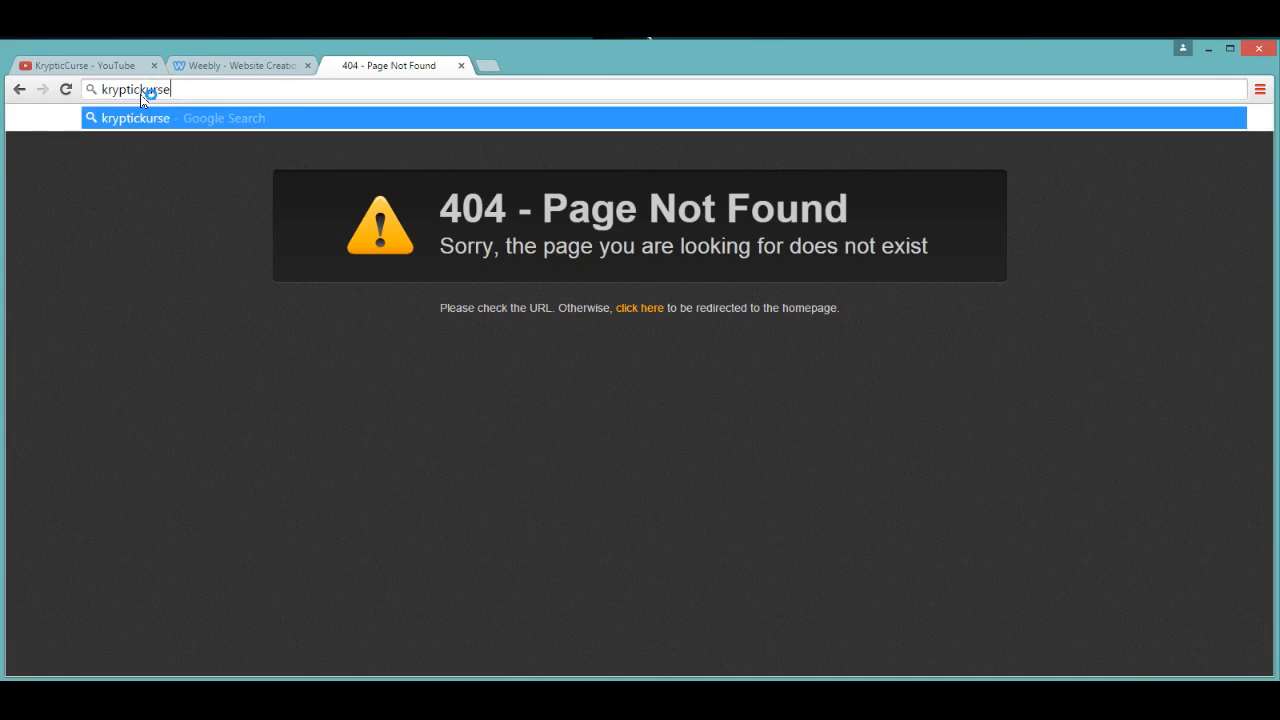 KrypticCurse - YouTube
Weebly - Website Creatio
404 - Page Not Found
kryptickurse
kryptickurse - Google Search
404 - Page Not Found
Sorry, the page you are looking for does not exist
Please check the URL. Otherwise, click here to be redirected to the homepage.